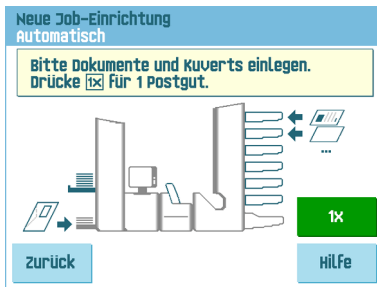 Neue Job-Einrichtung
Automatisch
Bitte Dokumente und Kuverts einlegen.
Drücke 1x für 1 Postgut.
...
1x
Zurück
Hilfe